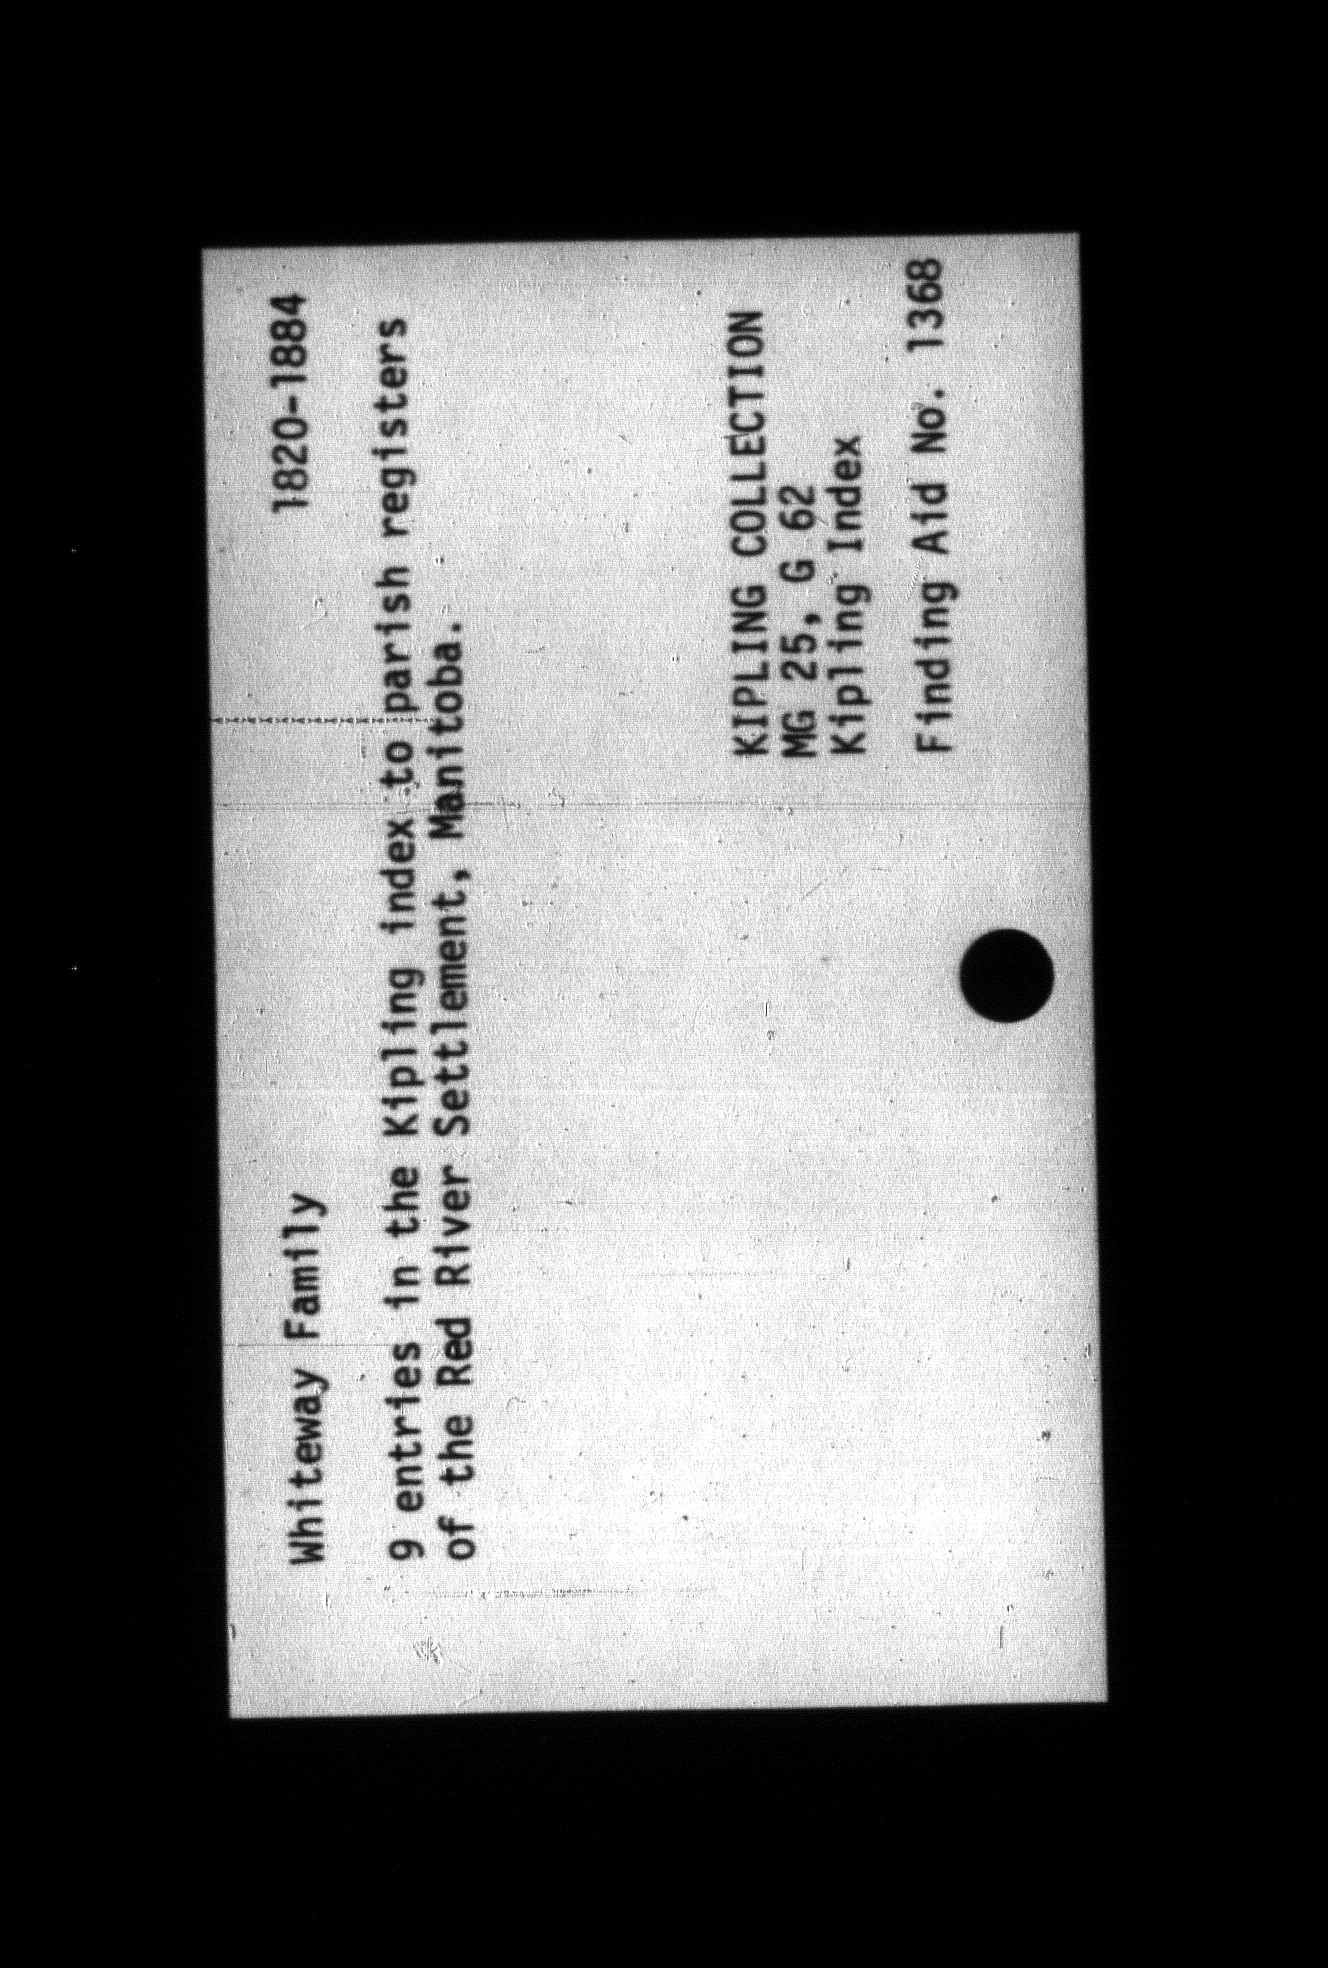 Whiteway Family 1820-1884
9 entries in the Kipling index to parish registers
of the Red River Settlement, Manitoba.
KIPLING COLLECTION
MG 25, G 62
Kipling Index
Finding Aid No. 1368